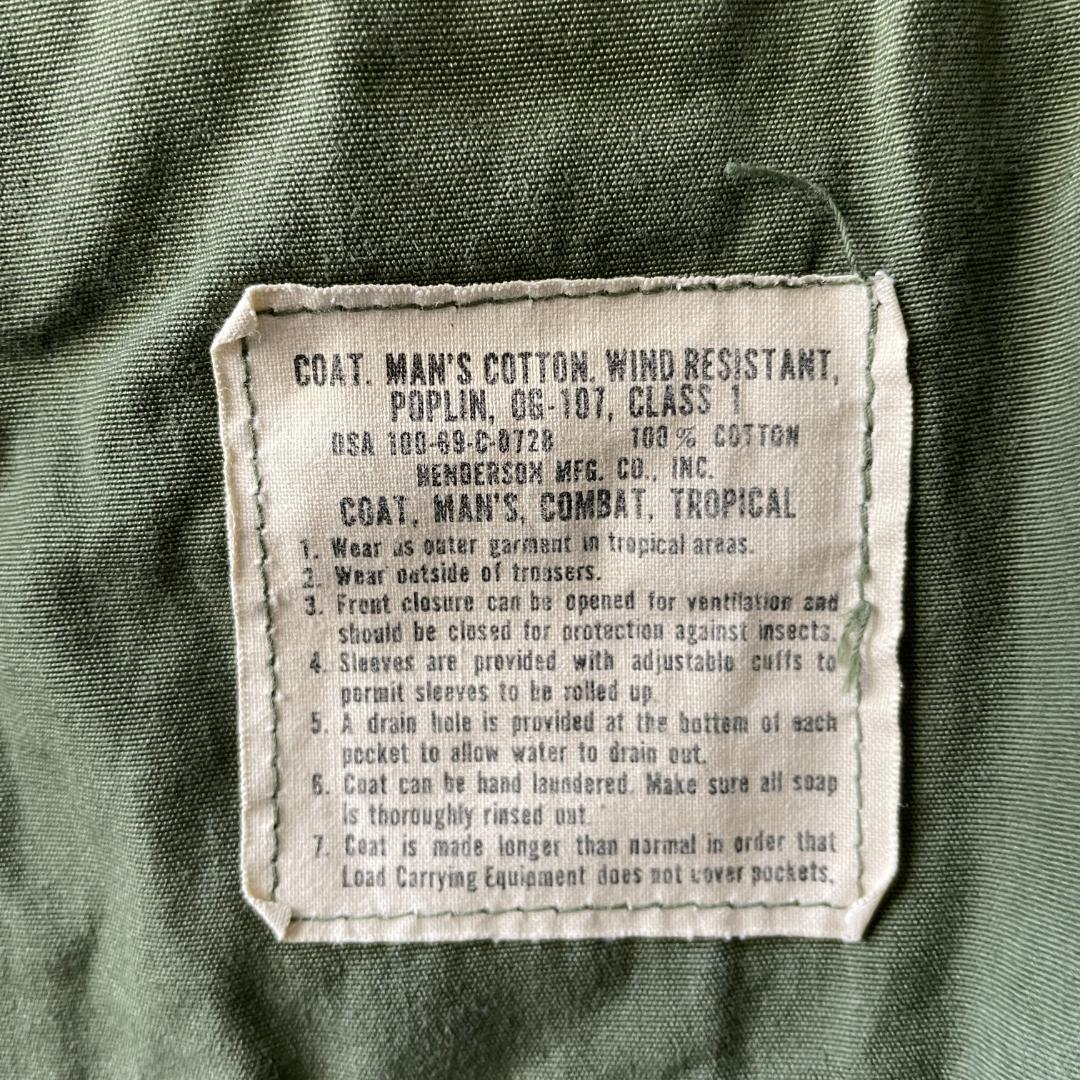 COAT. MAN'S COTTON, WIND RESISTANT,
POPLIN, OG-107, CLASS 1
DSA 100-69-C-0728 100% COTTON
HENDERSON MFG. CO., INC.
COAT, MAN'S, COMBAT, TROPICAL
1. Wear as outer garment in tropical areas.
2. Wear outside of trousers.
3. Front closure can be opened for ventilation and
should be closed for protection against insects.
4. Sleeves are provided with adjustable cuffs to
permit sleeves to be rolled up.
5. A drain hole is provided at the bottom of each
pocket to allow water to drain out.
6. Coat can be hand laundered. Make sure all soap
is thoroughly rinsed out.
7. Coat is made longer than normal in order that
Load Carrying Equipment does not cover pockets.